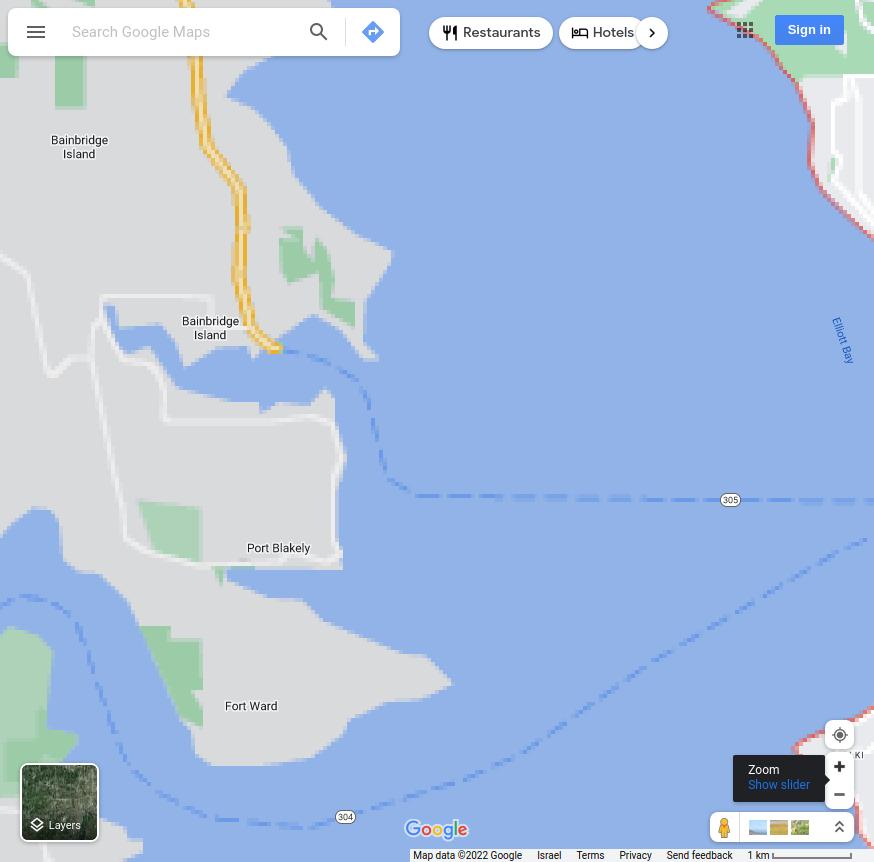 Search Google Maps
Restaurants
Hotels
Sign in
Bainbridge
Island
Elliott Bay
Bainbridge
Island
305
Port Blakely
Fort Ward
KI
Zoom
Show slider
304
Layers
Google
Map data ©2022 Google
Israel
Terms
Privacy
Send feedback
1 km